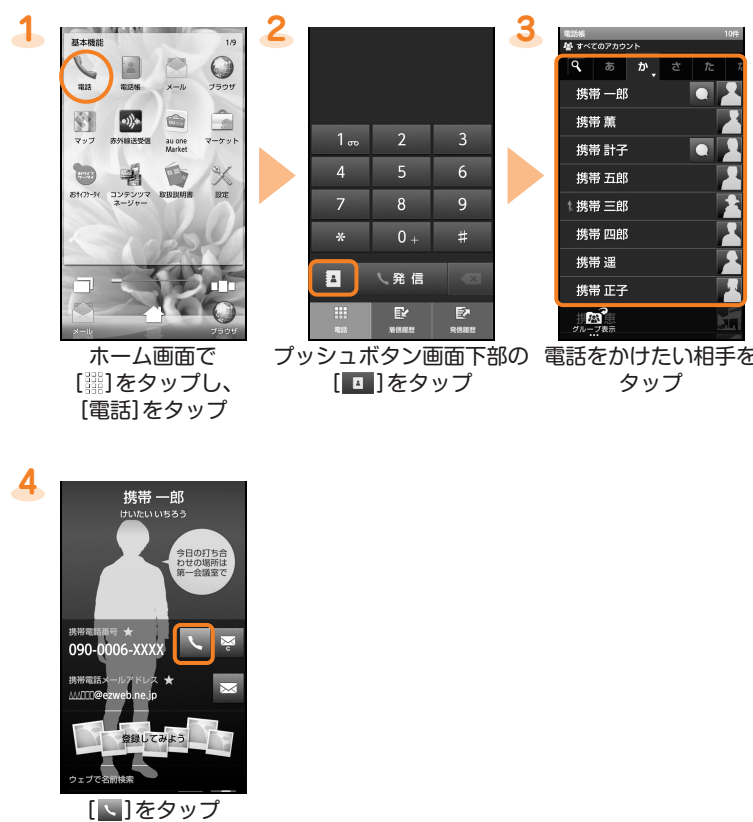 1
基本機能 1/9
電話 電話帳 メール ブラウザ
マップ 赤外線送受信 au one Market マーケット
おサイフケータイ コンテンツマネージャー 取扱説明書 設定
メール ブラウザ
ホーム画面で
[ ]をタップし、
[電話]をタップ
2
1 2 3
4 5 6
7 8 9
* 0 + #
発信
電話 着信履歴 発信履歴
プッシュボタン画面下部の
[ ]をタップ
3
電話帳 10件
すべてのアカウント
あ か さ た な
携帯 一郎
携帯 薫
携帯 計子
携帯 五郎
携帯 三郎
携帯 四郎
携帯 遥
携帯 正子
携帯 恵
グループ表示
電話をかけたい相手を
タップ
4
携帯 一郎
けいたい いちろう
今日の打ち合
わせの場所は
第一会議室で
携帯電話番号 ★
090-0006-XXXX
C
携帯電話メールアドレス ★
△△□□□@ezweb.ne.jp
登録してみよう
ウェブで名前検索
[ ]をタップ